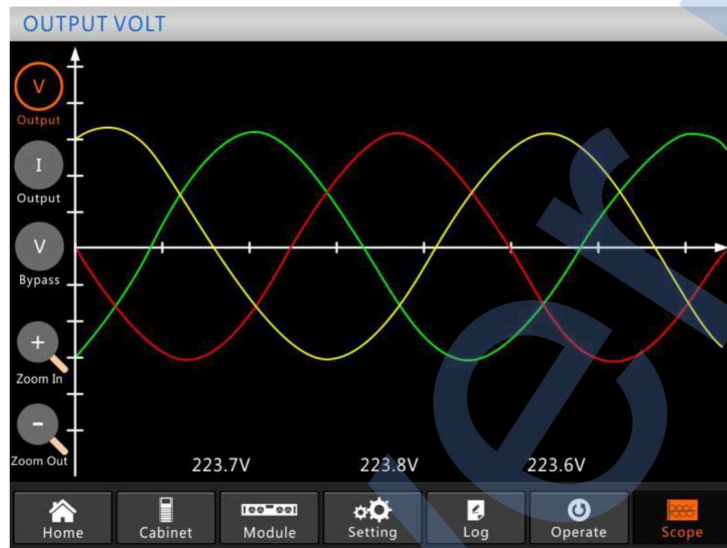 OUTPUT VOLT
V
Output
I
Output
V
Bypass
+
Zoom In
-
Zoom Out
223.7V 223.8V 223.6V
Home Cabinet Module Setting Log Operate Scope